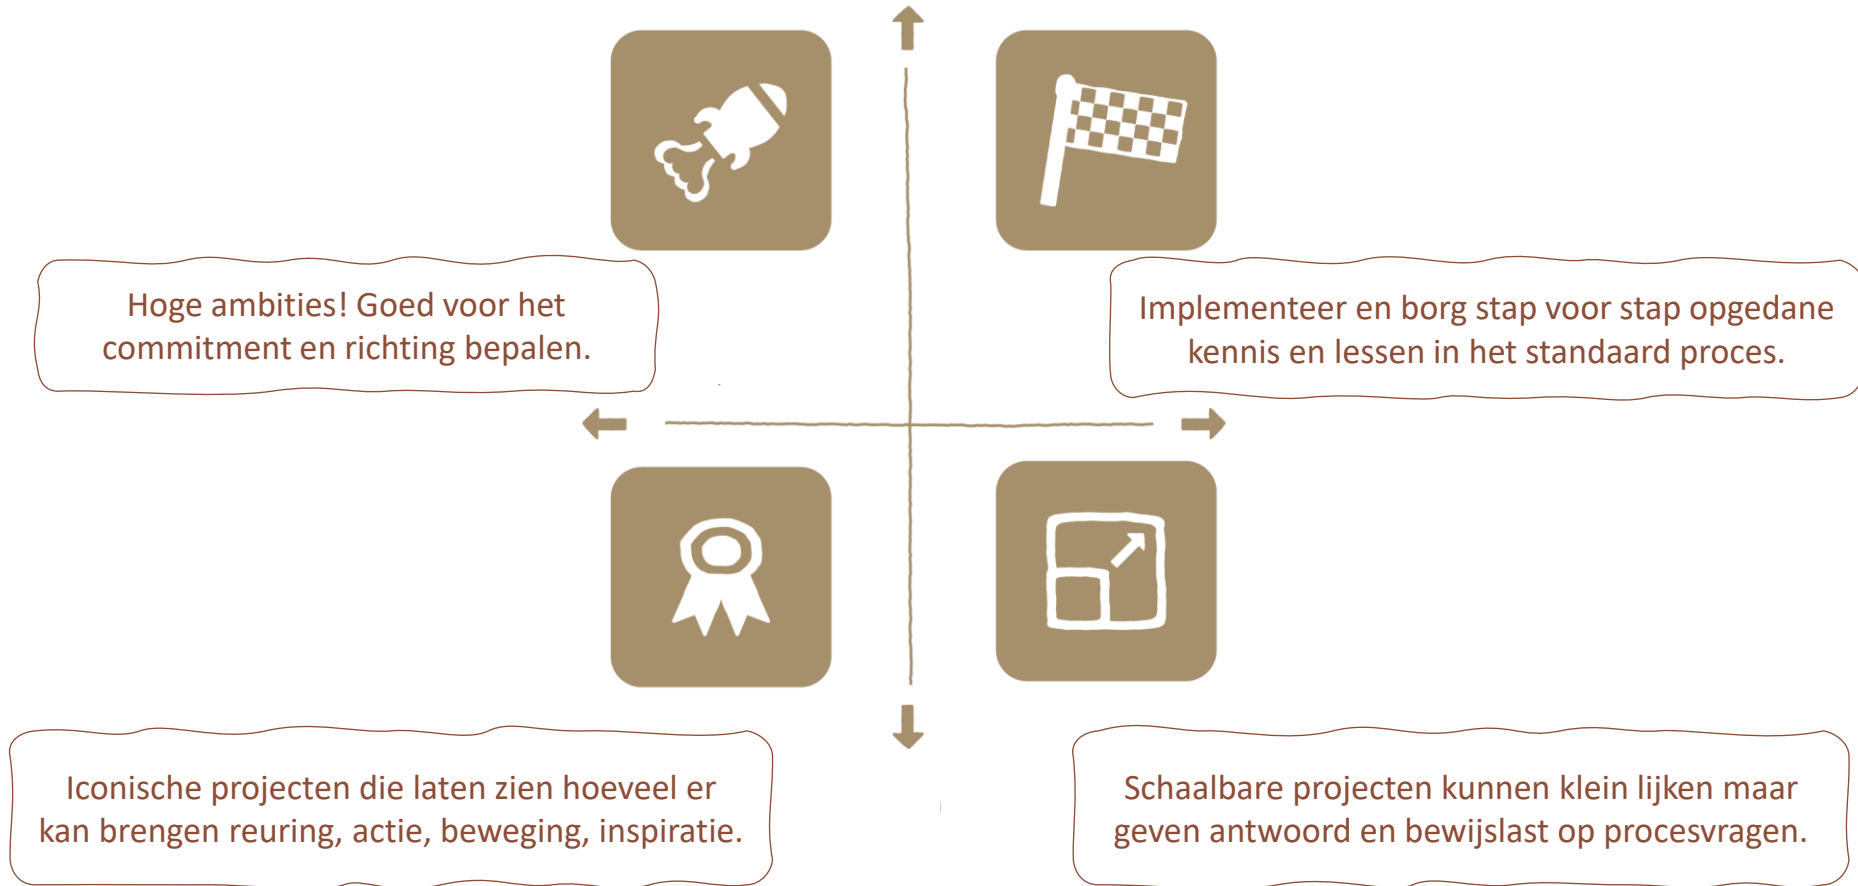 Hoge ambities! Goed voor het
commitment en richting bepalen.
Implementeer en borg stap voor stap opgedane
kennis en lessen in het standaard proces.
Iconische projecten die laten zien hoeveel er
kan brengen reuring, actie, beweging, inspiratie.
Schaalbare projecten kunnen klein lijken maar
geven antwoord en bewijslast op procesvragen.